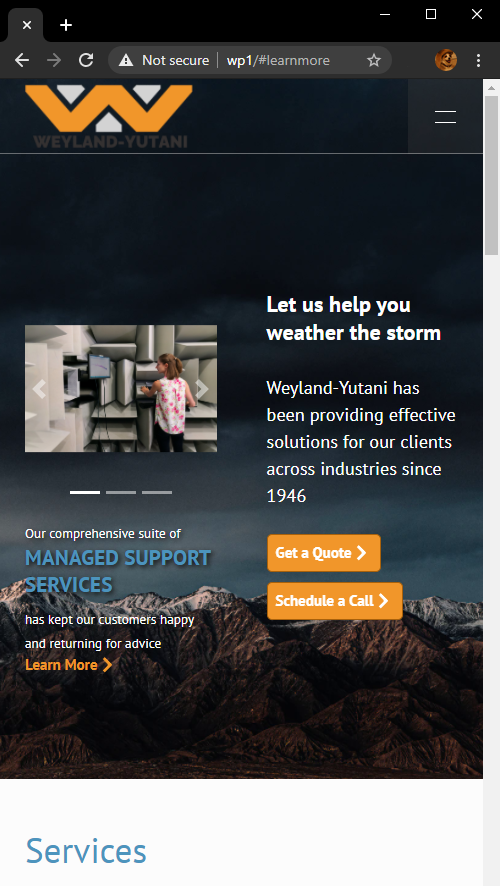 Not secure
wp1/#learnmore
WEYLAND-YUTANI
Let us help you
weather the storm
Weyland-Yutani has
been providing effective
solutions for our clients
across industries since
1946
Get a Quote
Schedule a Call
Our comprehensive suite of
MANAGED SUPPORT
SERVICES
has kept our customers happy
and returning for advice
Learn More
Services